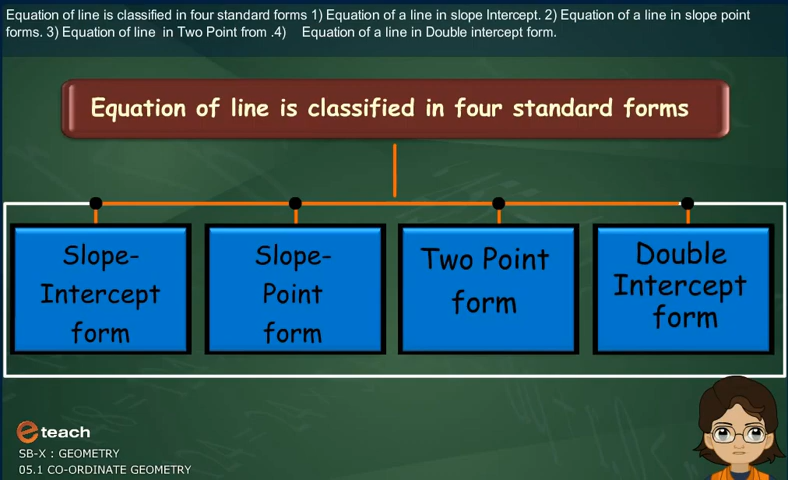 Equation of line is classified in four standard forms 1) Equation of a line in slope Intercept. 2) Equation of a line in slope point
forms. 3) Equation of line in Two Point from .4) Equation of a line in Double intercept form.
Equation of line is classified in four standard forms
Slope-
Intercept
form
Slope-
Point
form
Two Point
form
Double
Intercept
form
eteach
SB-X : GEOMETRY
05.1 CO-ORDINATE GEOMETRY